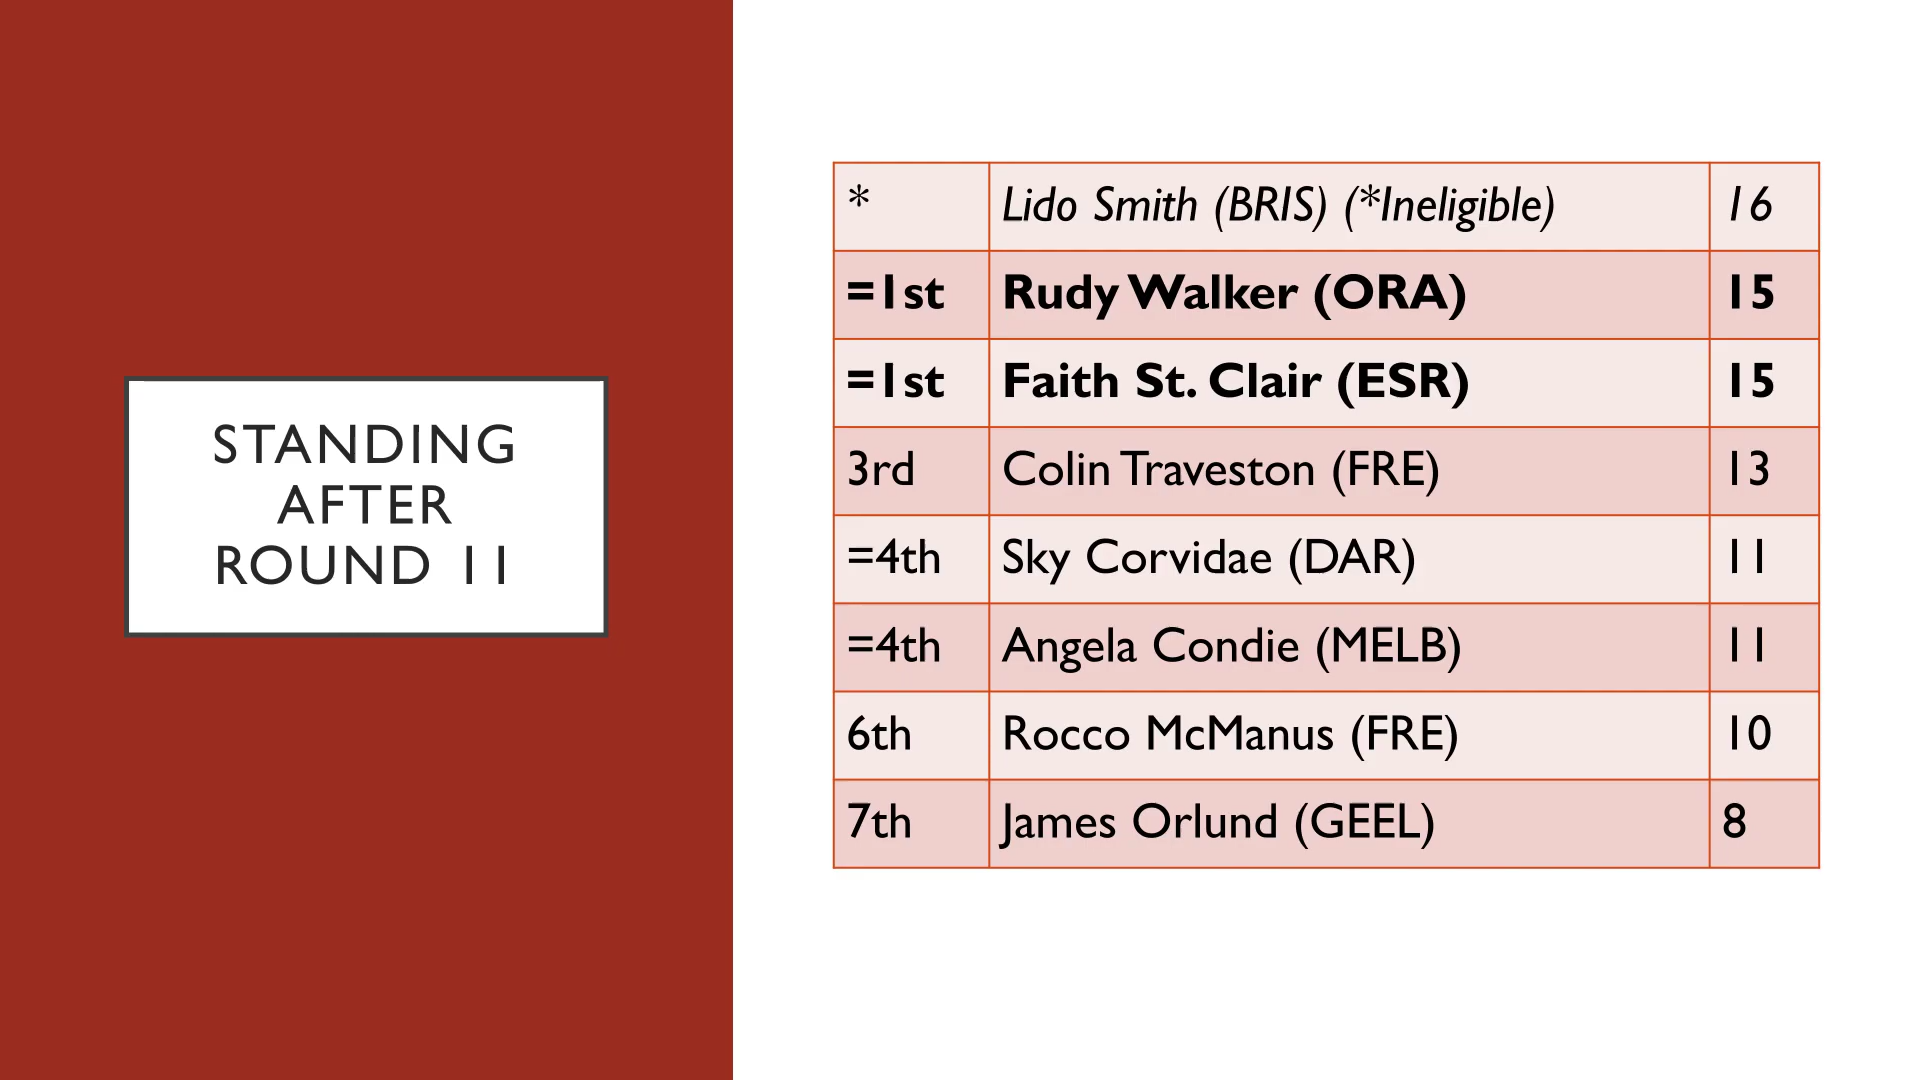 STANDING
AFTER
ROUND 11
* Lido Smith (BRIS) (*Ineligible) 16
=1st Rudy Walker (ORA) 15
=1st Faith St. Clair (ESR) 15
3rd Colin Traveston (FRE) 13
=4th Sky Corvidae (DAR) 11
=4th Angela Condie (MELB) 11
6th Rocco McManus (FRE) 10
7th James Orlund (GEEL) 8